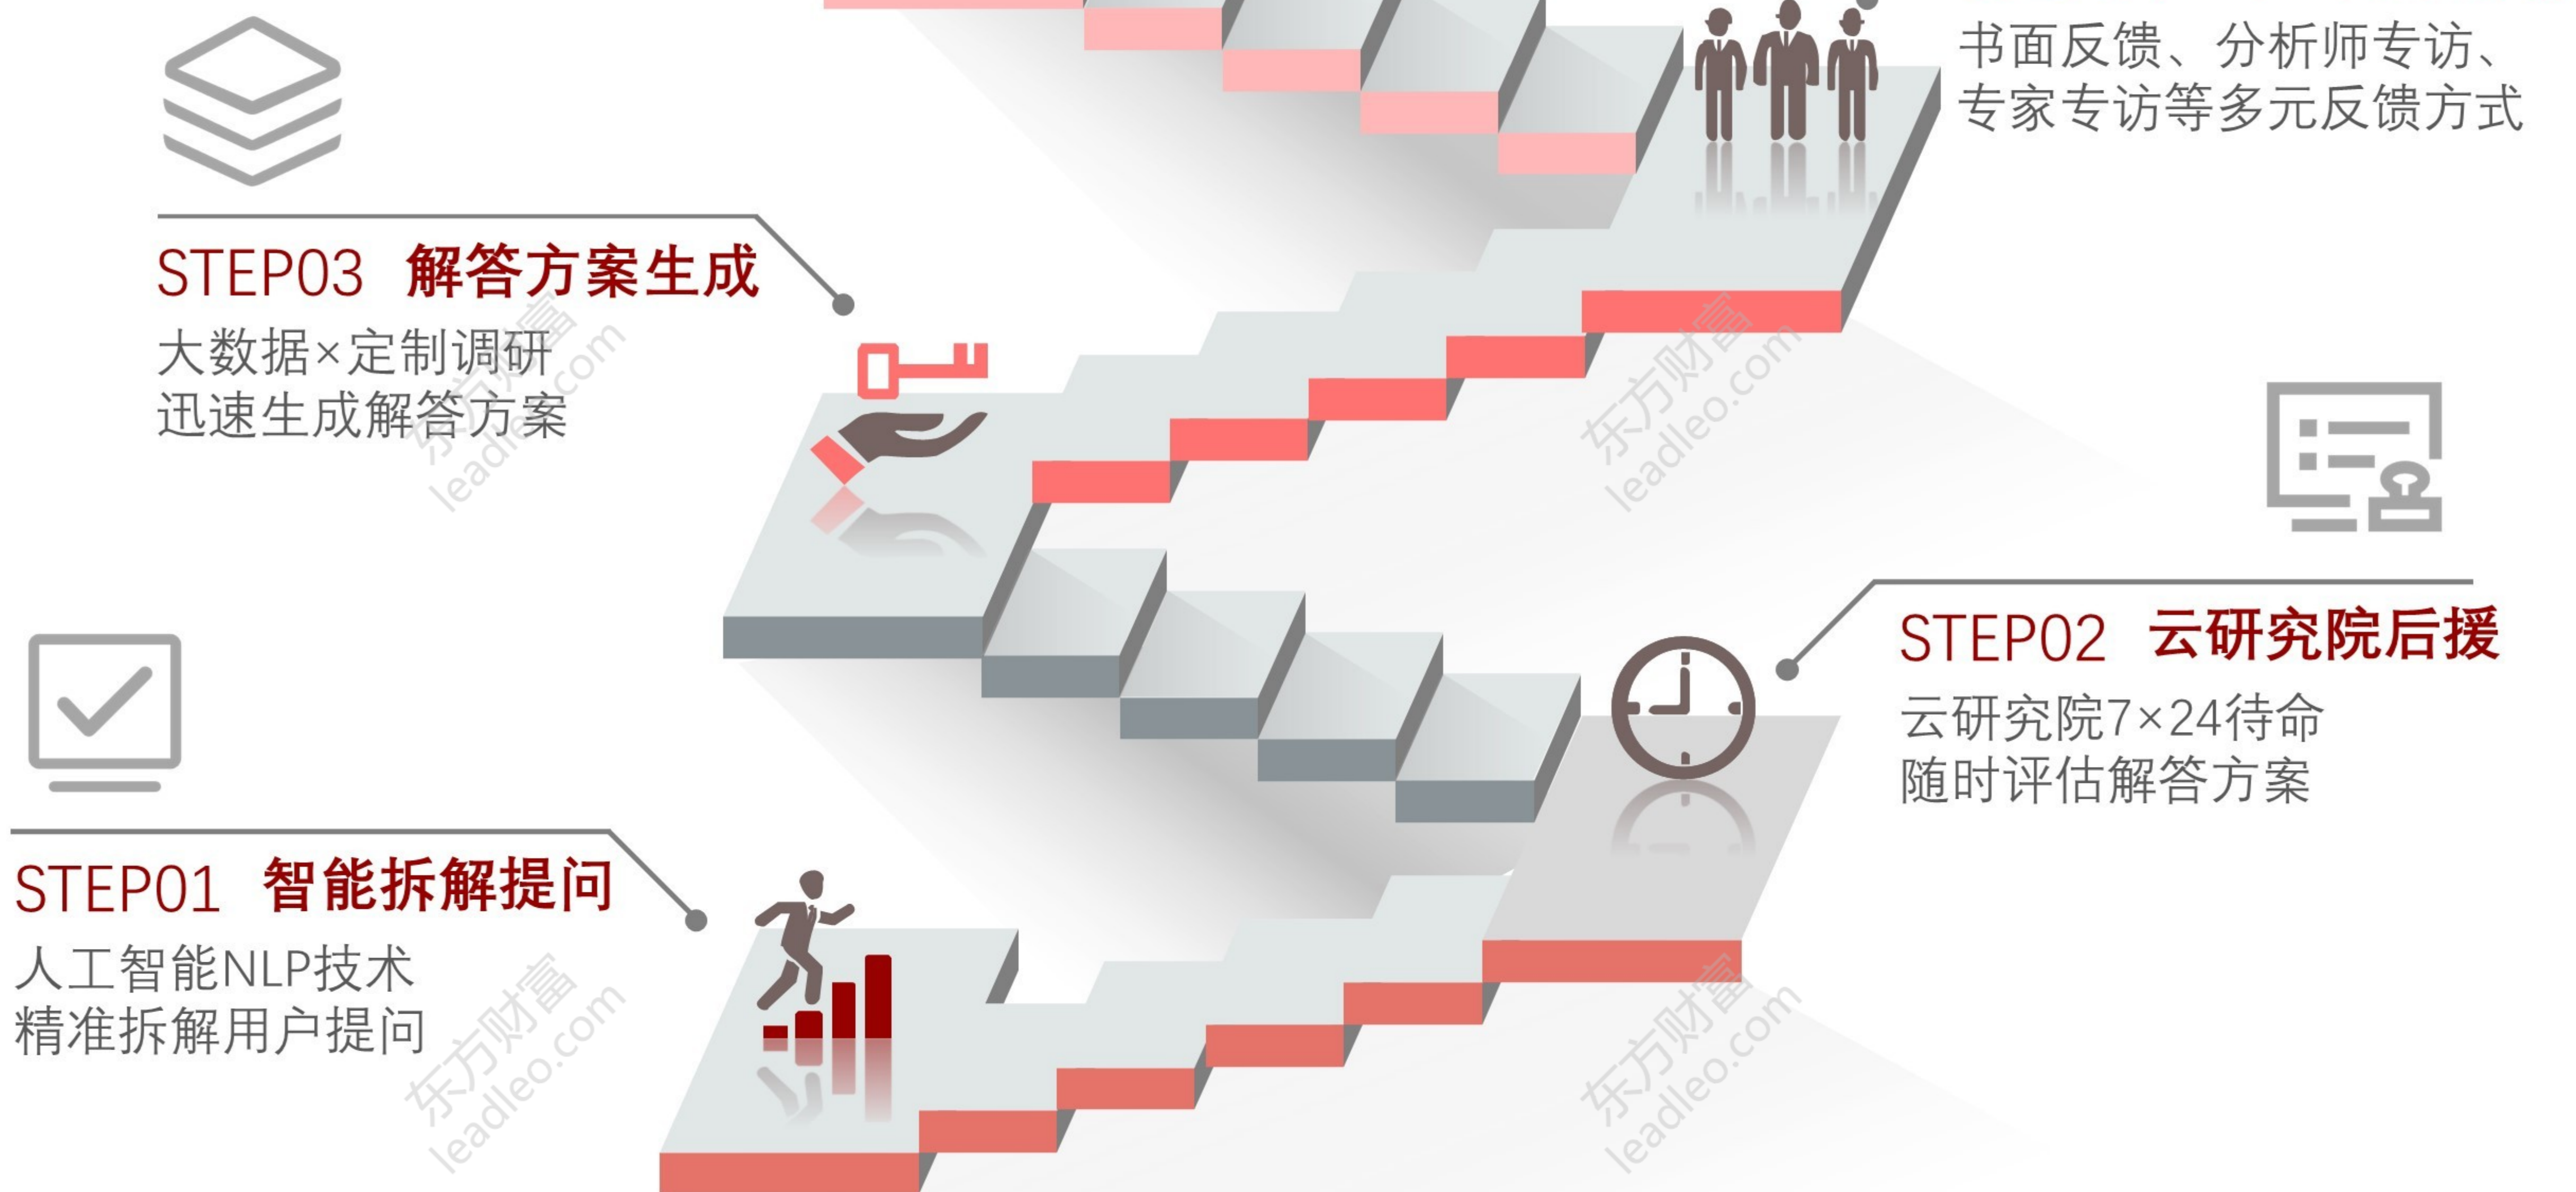 书面反馈、分析师专访、
专家专访等多元反馈方式
STEP03 解答方案生成
大数据×定制调研
迅速生成解答方案
STEP02 云研究院后援
云研究院7×24待命
随时评估解答方案
STEP01 智能拆解提问
人工智能NLP技术
精准拆解用户提问
东方财富
leadleo.com
东方财富
leadleo.com
东方财富
leadleo.com
东方财富
leadleo.com